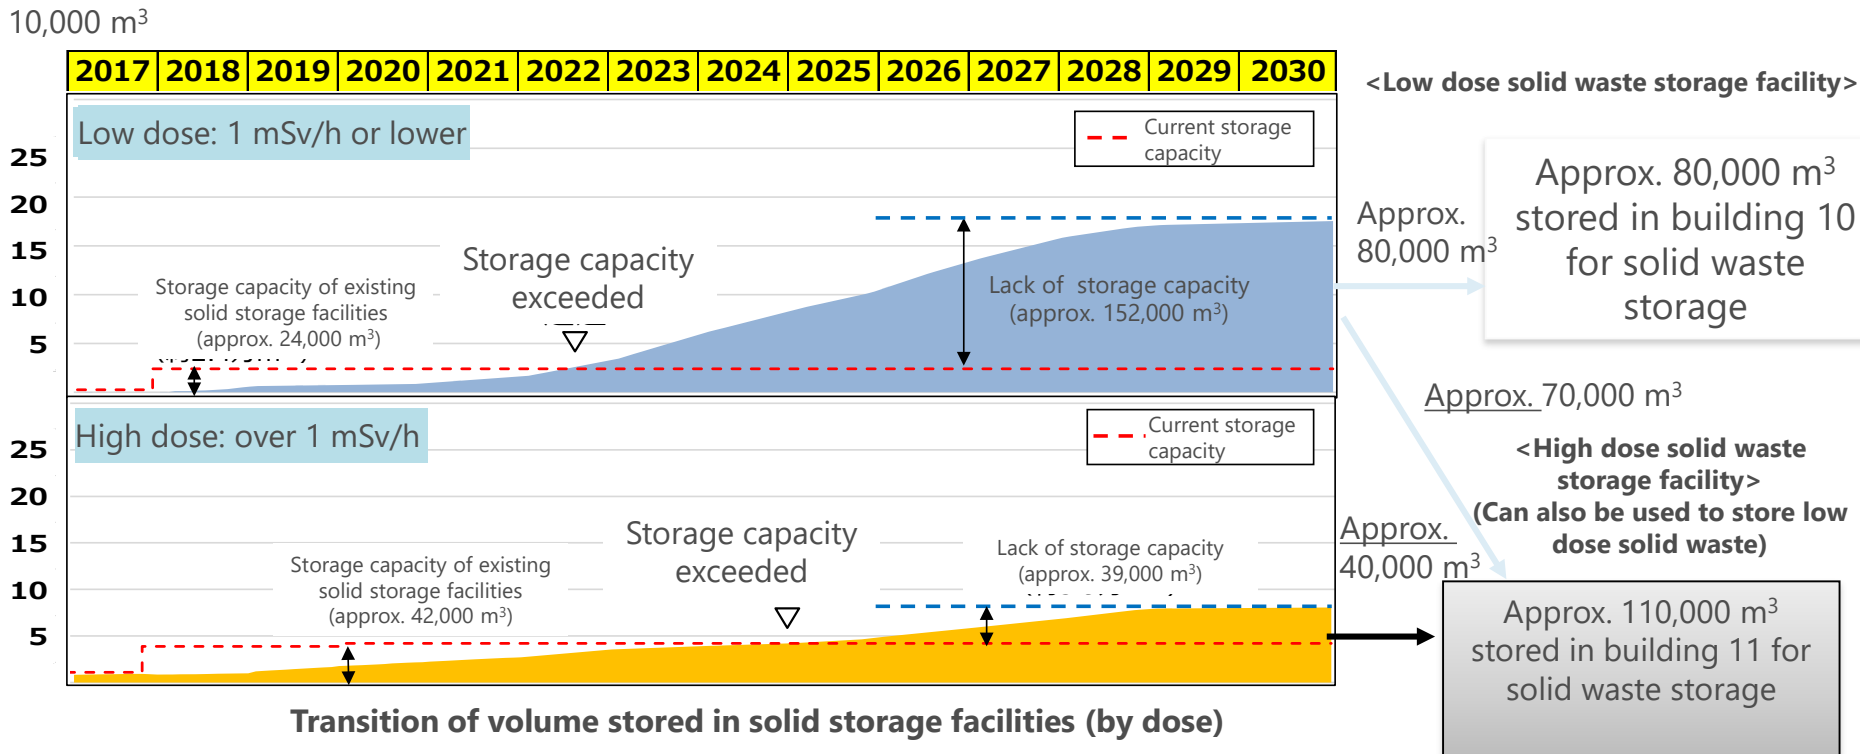 10,000 m³
2017 2018 2019 2020 2021 2022 2023 2024 2025 2026 2027 2028 2029 2030
Low dose: 1 mSv/h or lower
Current storage
capacity
25
20
15
10
5
Storage capacity of existing
solid storage facilities
(approx. 24,000 m³)
Storage capacity
exceeded
Lack of storage capacity
(approx. 152,000 m³)
High dose: over 1 mSv/h
Current storage
capacity
25
20
15
10
5
Storage capacity of existing
solid storage facilities
(approx. 42,000 m³)
Storage capacity
exceeded
Lack of storage capacity
(approx. 39,000 m³)
Transition of volume stored in solid storage facilities (by dose)
<Low dose solid waste storage facility>
Approx.
80,000 m³
Approx. 80,000 m³
stored in building 10
for solid waste
storage
Approx. 70,000 m³
<High dose solid waste
storage facility>
(Can also be used to store low
dose solid waste)
Approx.
40,000 m³
Approx. 110,000 m³
stored in building 11 for
solid waste storage